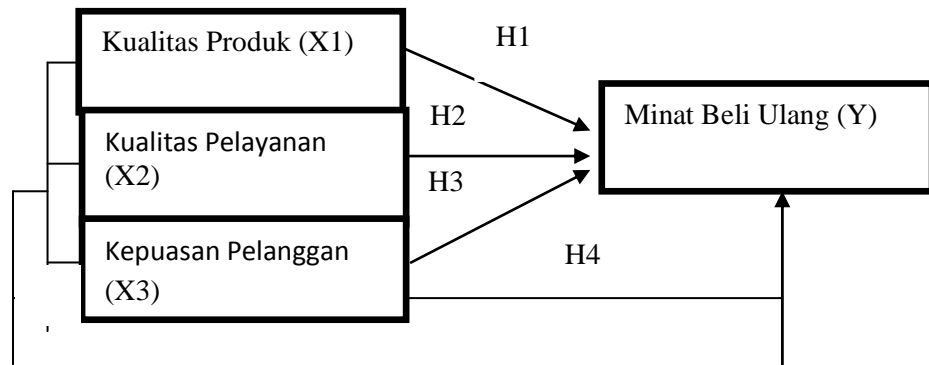 Kualitas Produk (X1)
H1
H2
Minat Beli Ulang (Y)
Kualitas Pelayanan
(X2)
H3
Kepuasan Pelanggan
(X3)
H4